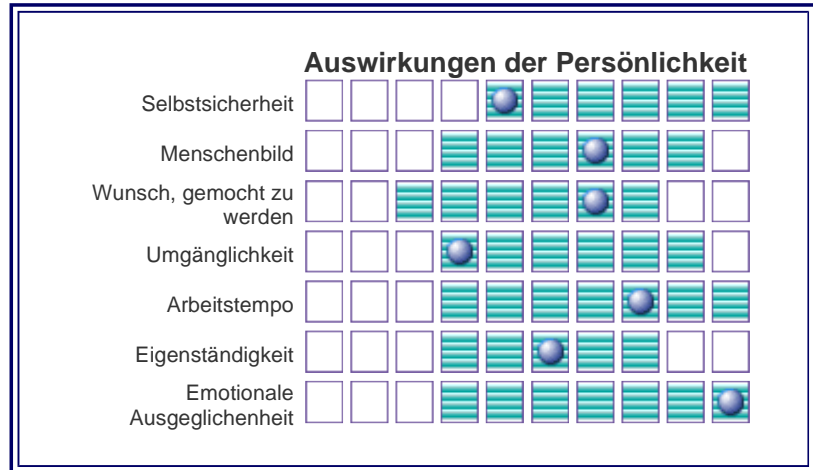 Auswirkungen der Persönlichkeit
Selbstsicherheit
Menschenbild
Wunsch, gemocht zu
werden
Umgänglichkeit
Arbeitstempo
Eigenständigkeit
Emotionale
Ausgeglichenheit